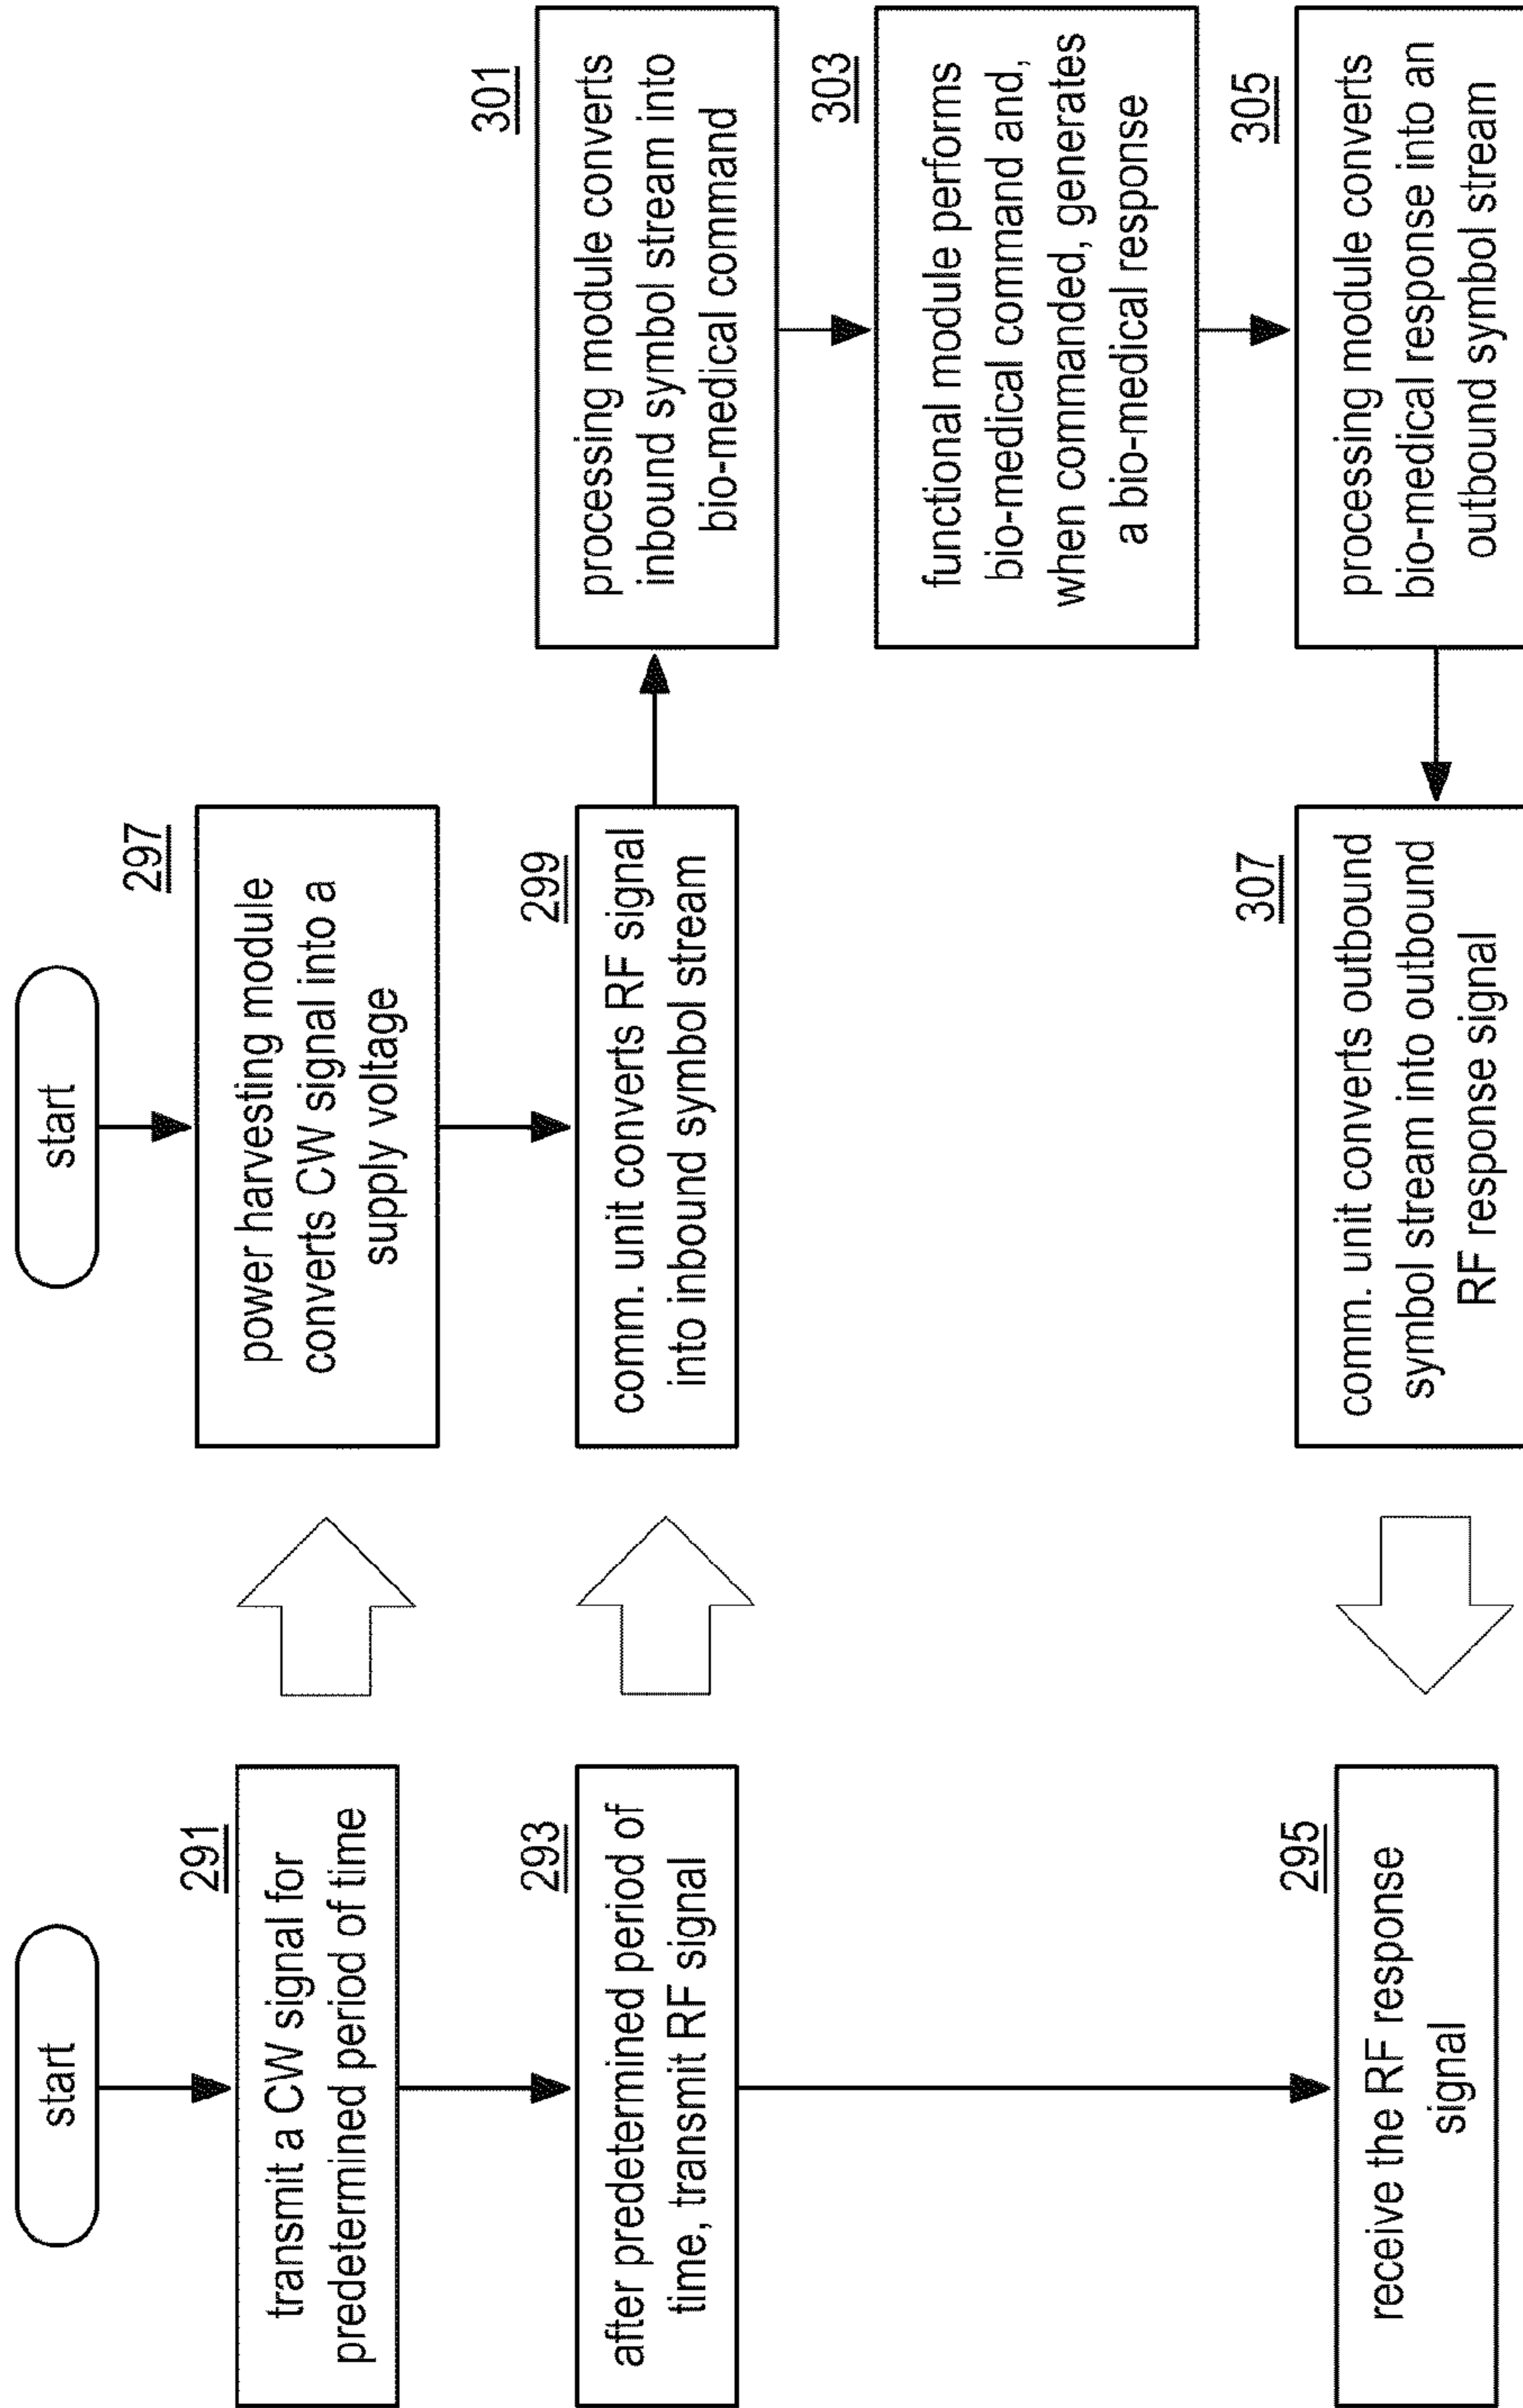 start
291
transmit a CW signal for
predetermined period of time
293
after predetermined period of
time, transmit RF signal
295
receive the RF response
signal
start
297
power harvesting module
converts CW signal into a
supply voltage
299
comm. unit converts RF signal
into inbound symbol stream
301
processing module converts
inbound symbol stream into
bio-medical command
303
functional module performs
bio-medical command and,
when commanded, generates
a bio-medical response
305
processing module converts
bio-medical response into an
outbound symbol stream
307
comm. unit converts outbound
symbol stream into outbound
RF response signal